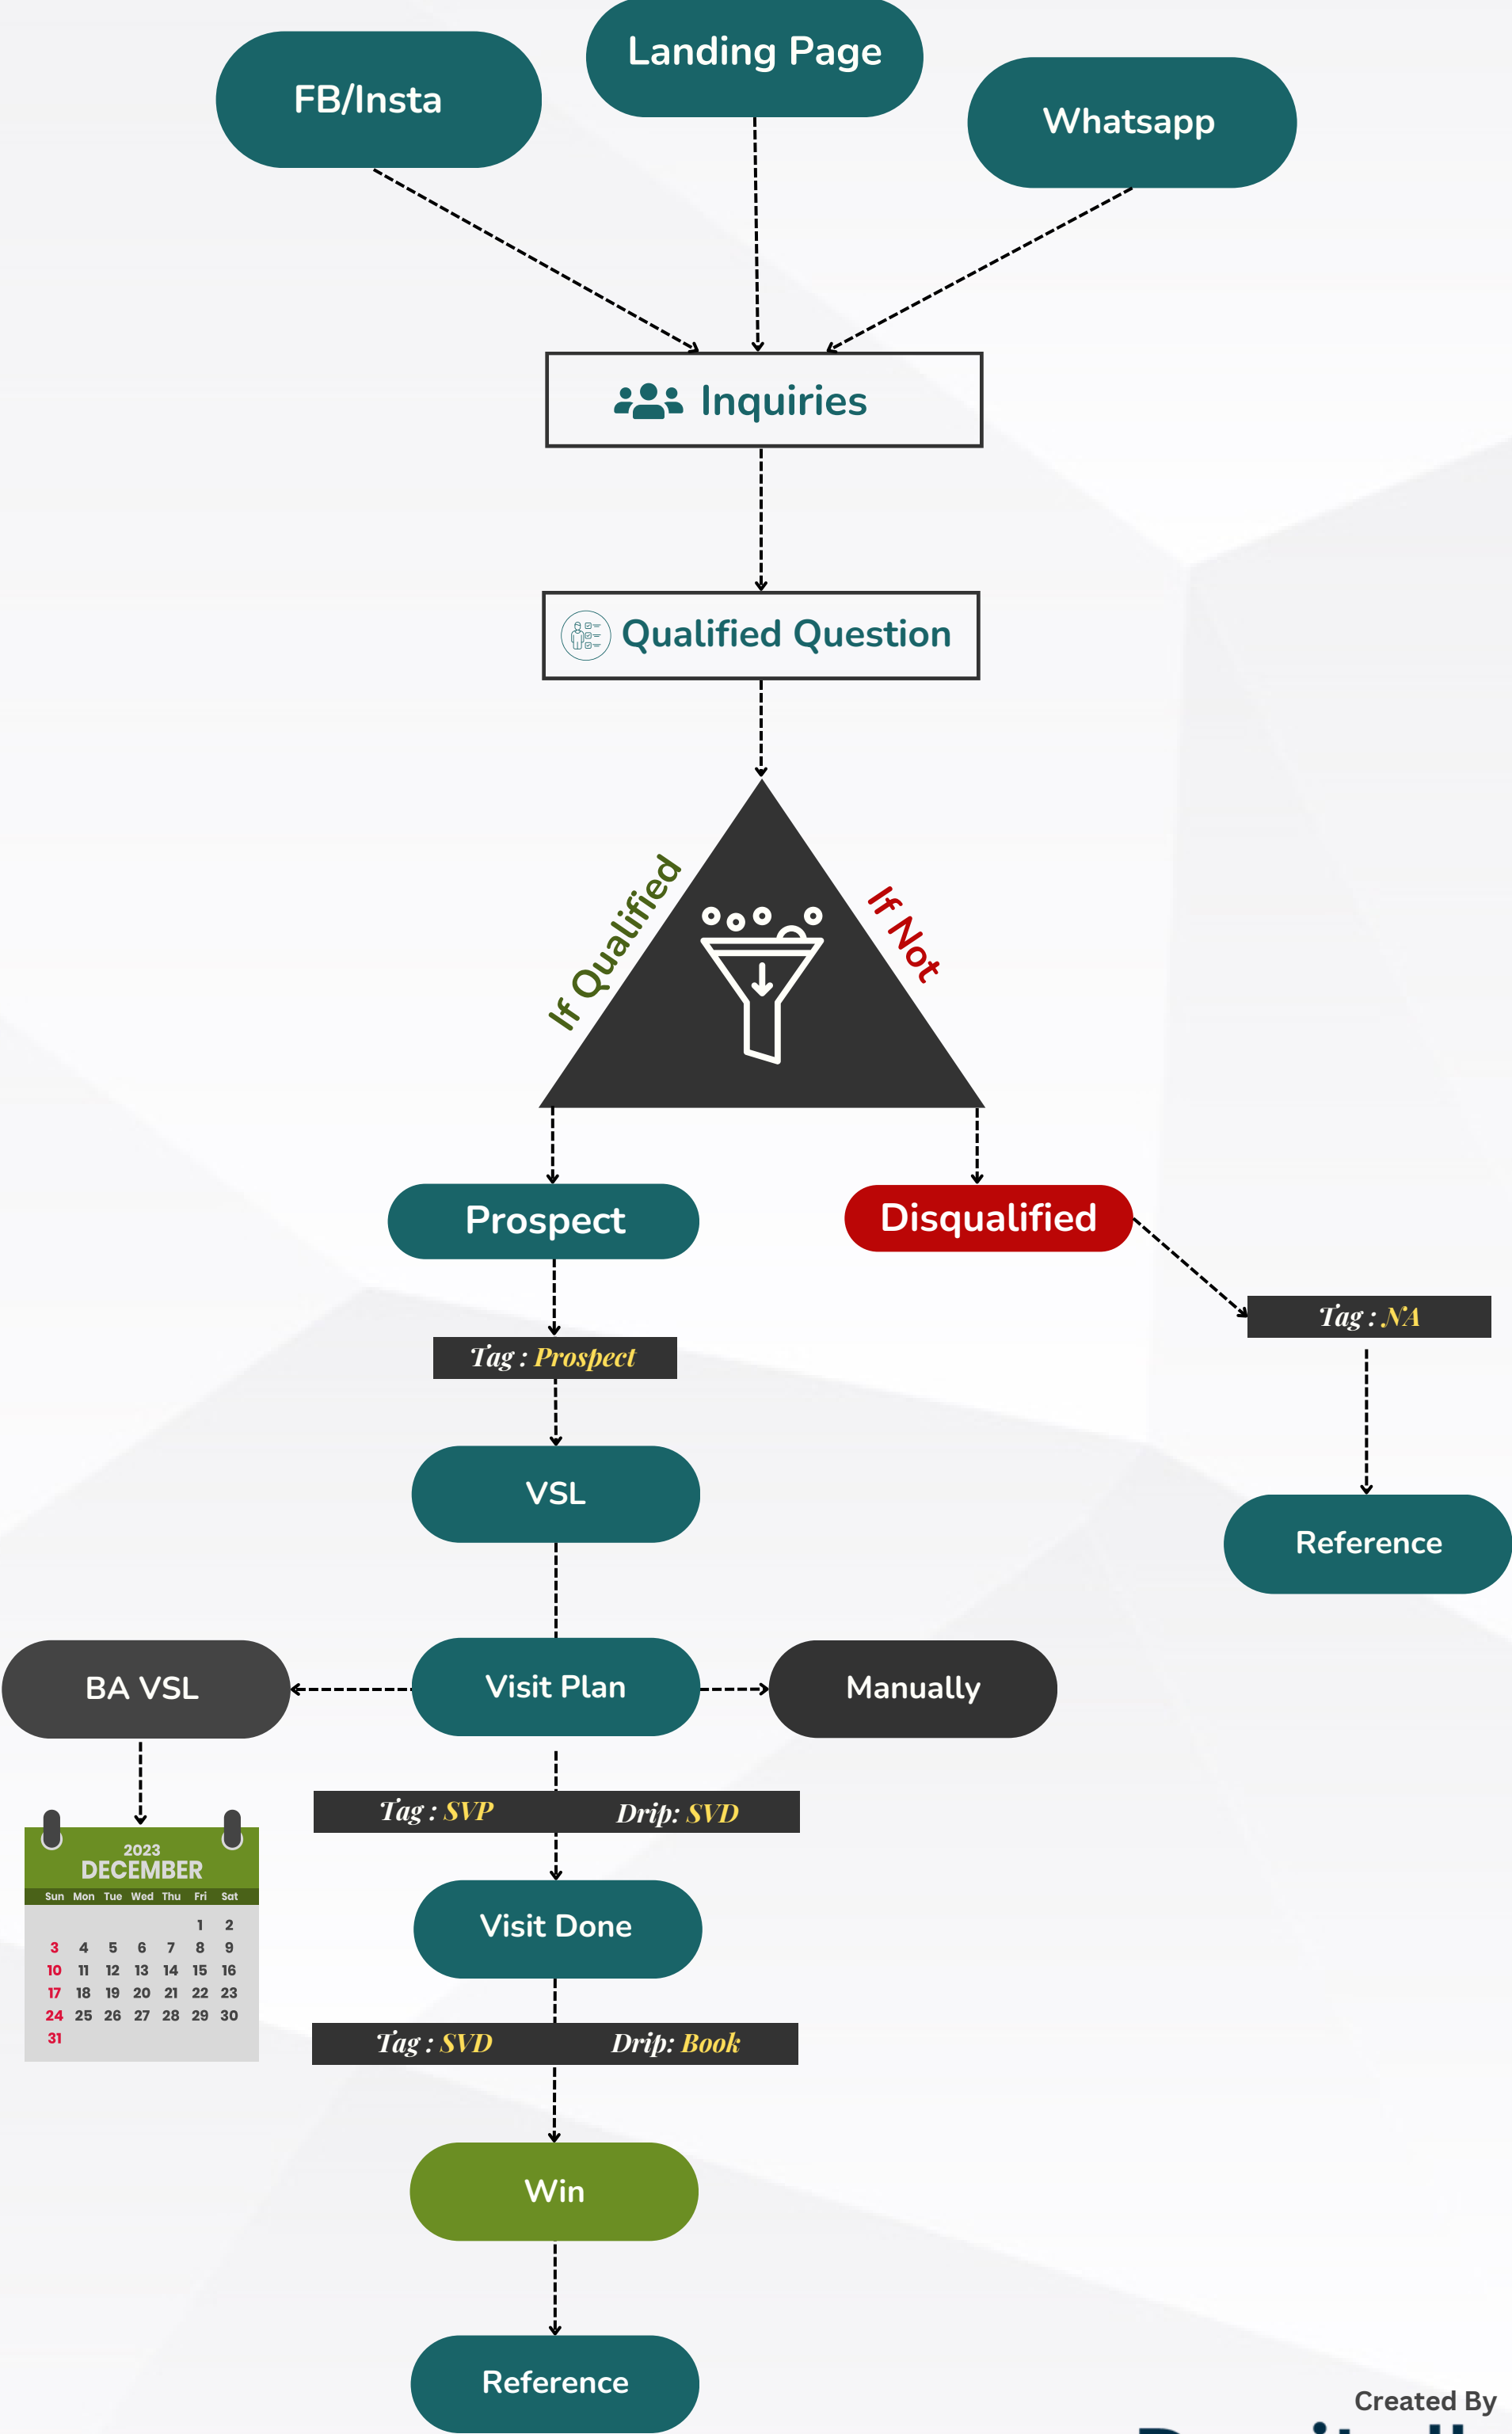 FB/Insta
Landing Page
Whatsapp
Inquiries
Qualified Question
If Qualified
If Not
Prospect
Disqualified
Tag : NA
Tag : Prospect
VSL
Reference
BA VSL
Visit Plan
Manually
Tag : SVP
Drip: SVD
2023
DECEMBER
Sun Mon Tue Wed Thu Fri Sat
1 2
3 4 5 6 7 8 9
10 11 12 13 14 15 16
17 18 19 20 21 22 23
24 25 26 27 28 29 30
31
Visit Done
Tag : SVD
Drip: Book
Win
Reference
Created By